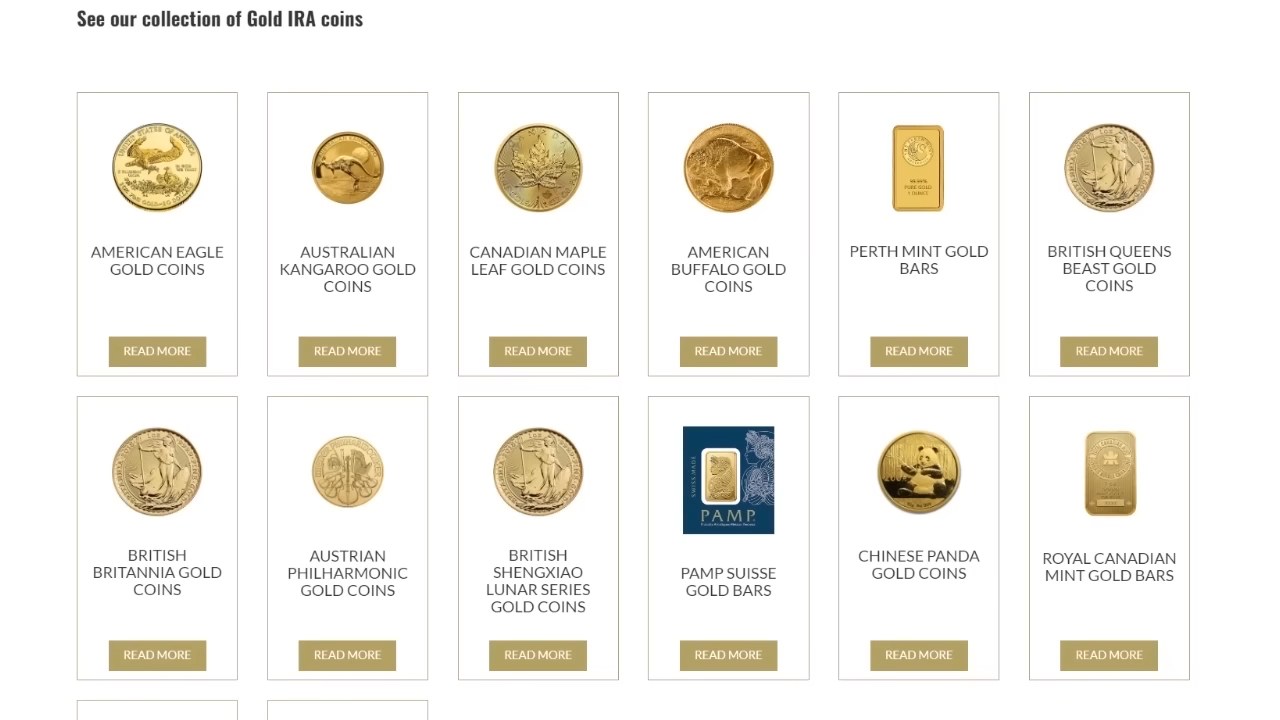 See our collection of Gold IRA coins
AMERICAN EAGLE
GOLD COINS
READ MORE
AUSTRALIAN
KANGAROO GOLD
COINS
READ MORE
CANADIAN MAPLE
LEAF GOLD COINS
READ MORE
AMERICAN
BUFFALO GOLD
COINS
READ MORE
PERTH MINT GOLD
BARS
READ MORE
BRITISH QUEENS
BEAST GOLD
COINS
READ MORE
BRITISH
BRITANNIA GOLD
COINS
READ MORE
AUSTRIAN
PHILHARMONIC
GOLD COINS
READ MORE
BRITISH
SHENGXIAO
LUNAR SERIES
GOLD COINS
READ MORE
SWISS MADE
PAMP
PAMP SUISSE
GOLD BARS
READ MORE
CHINESE PANDA
GOLD COINS
READ MORE
ROYAL CANADIAN
MINT GOLD BARS
READ MORE